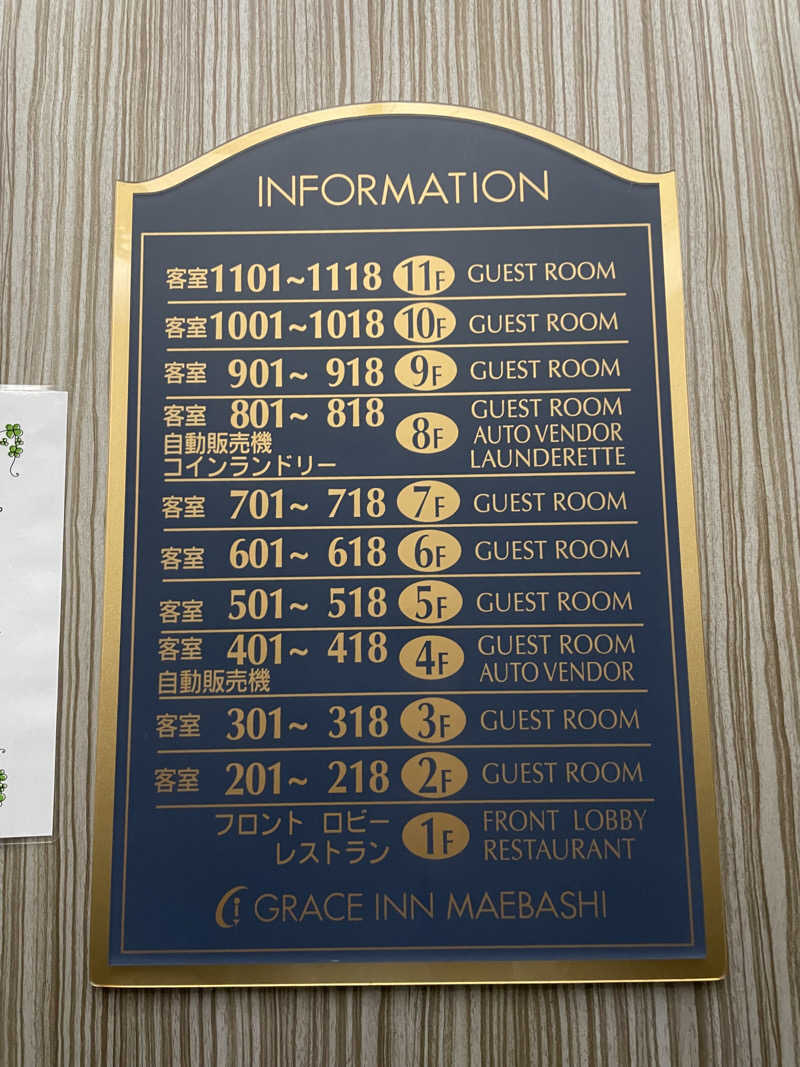 INFORMATION
客室1101~1118 11F GUEST ROOM
客室1001~1018 10F GUEST ROOM
客室 901~ 918 9F GUEST ROOM
客室 801~ 818 8F GUEST ROOM
自動販売機 AUTO VENDOR
コインランドリー LAUNDERETTE
客室 701~ 718 7F GUEST ROOM
客室 601~ 618 6F GUEST ROOM
客室 501~ 518 5F GUEST ROOM
客室 401~ 418 4F GUEST ROOM
自動販売機 AUTO VENDOR
客室 301~ 318 3F GUEST ROOM
客室 201~ 218 2F GUEST ROOM
フロント ロビー 1F FRONT LOBBY
レストラン RESTAURANT
GRACE INN MAEBASHI